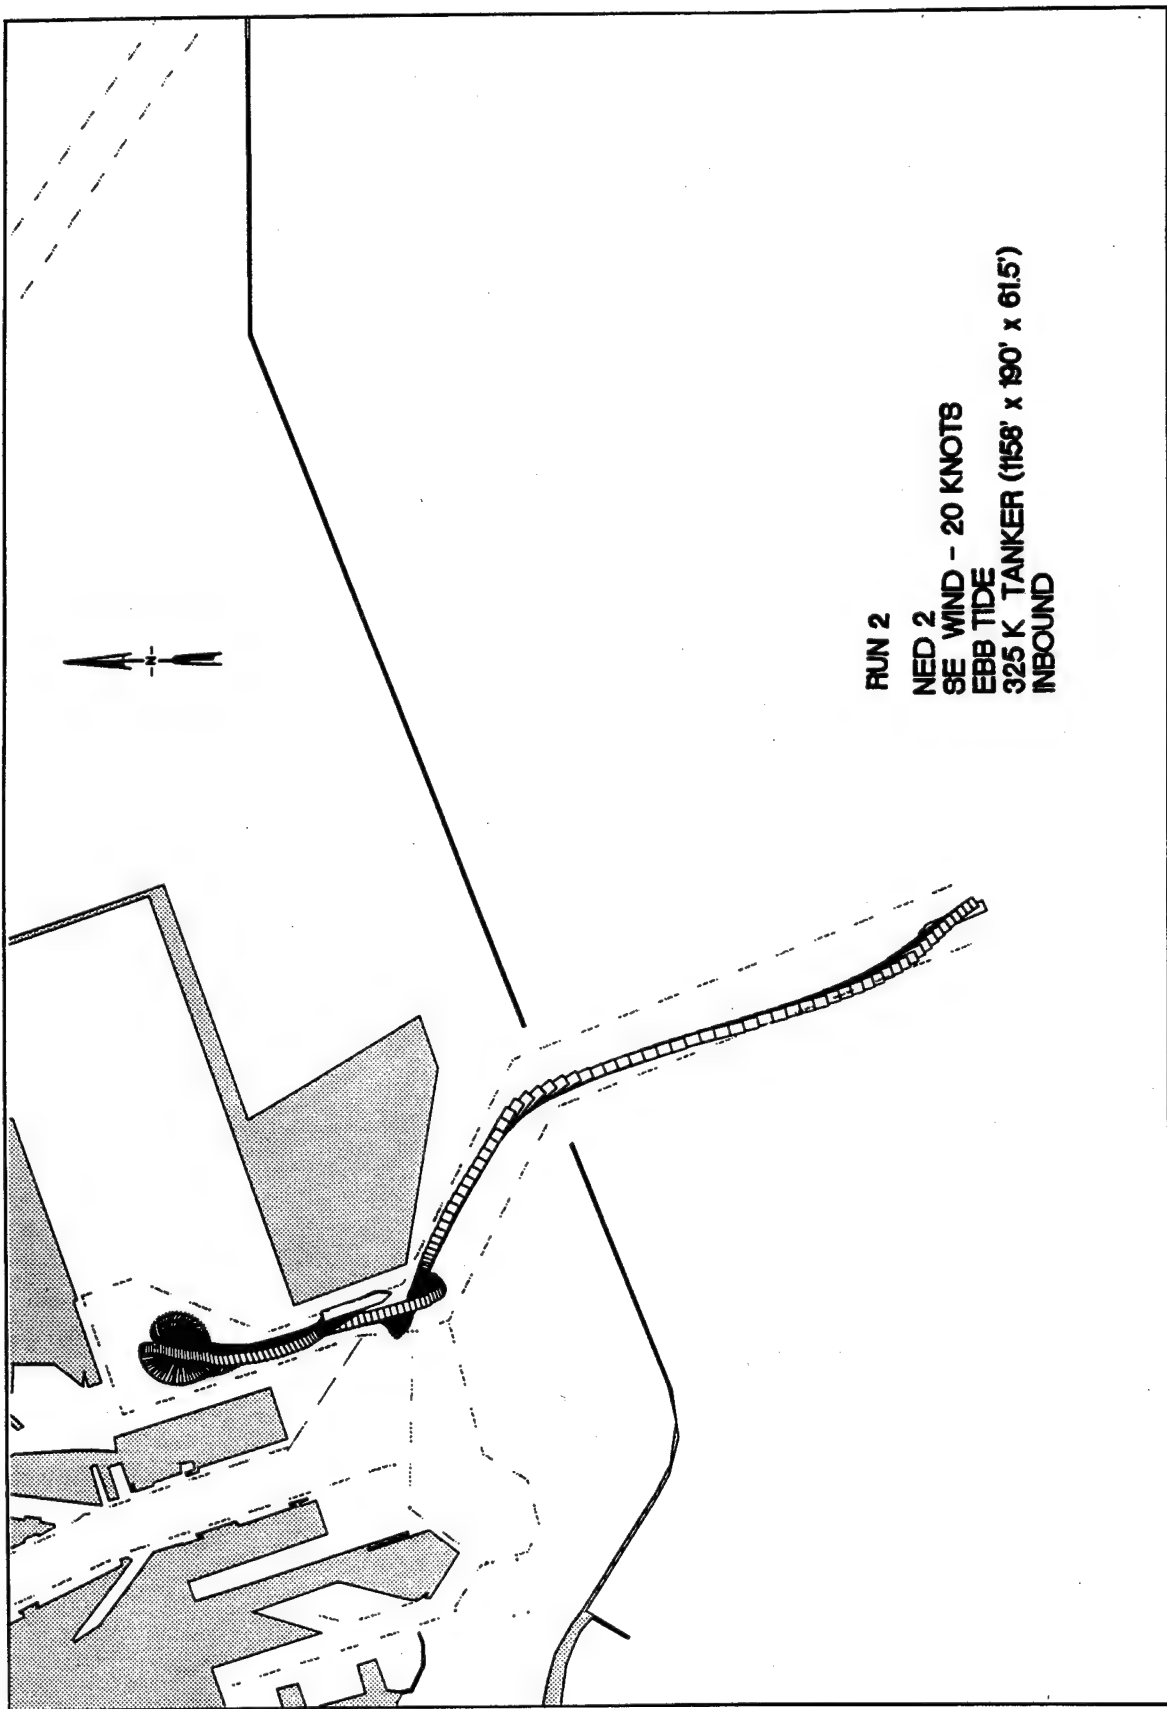 N
RUN 2
NED 2
SE WIND - 20 KNOTS
EBB TIDE
325 K TANKER (1158' x 190' x 61.5')
INBOUND